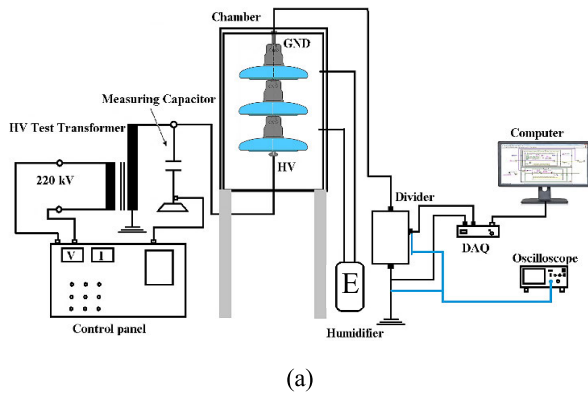 Chamber
GND
Measuring Capacitor
HV Test Transformer
HV
220 kV
V
I
Control panel
E
Humidifier
Divider
DAQ
Computer
Oscilloscope
(a)